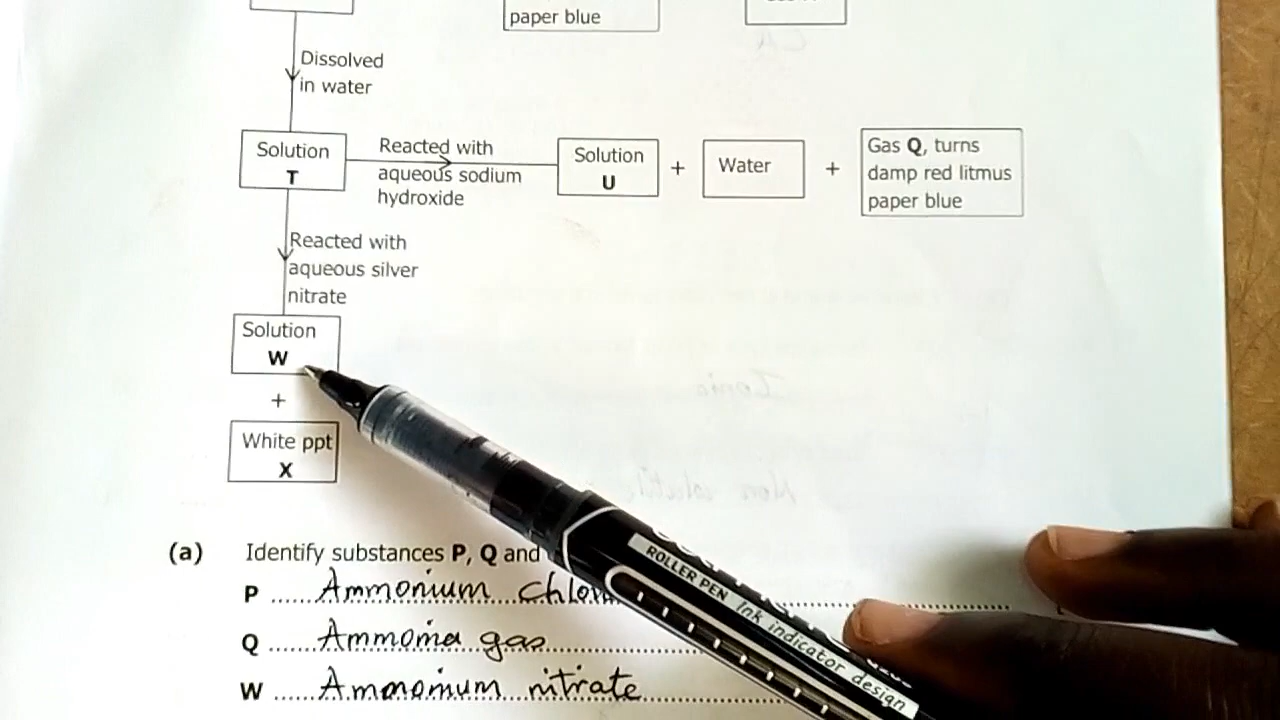 paper blue
Dissolved
in water
Solution
T
Reacted with
aqueous sodium
hydroxide
Solution
U
+
Water
+
Gas Q, turns
damp red litmus
paper blue
Reacted with
aqueous silver
nitrate
Solution
W
+
White ppt
X
(a) Identify substances P, Q and
P Ammonium
Q Ammonia gas
W Ammonium nitrate
ROLLER PEN Ink indicator design